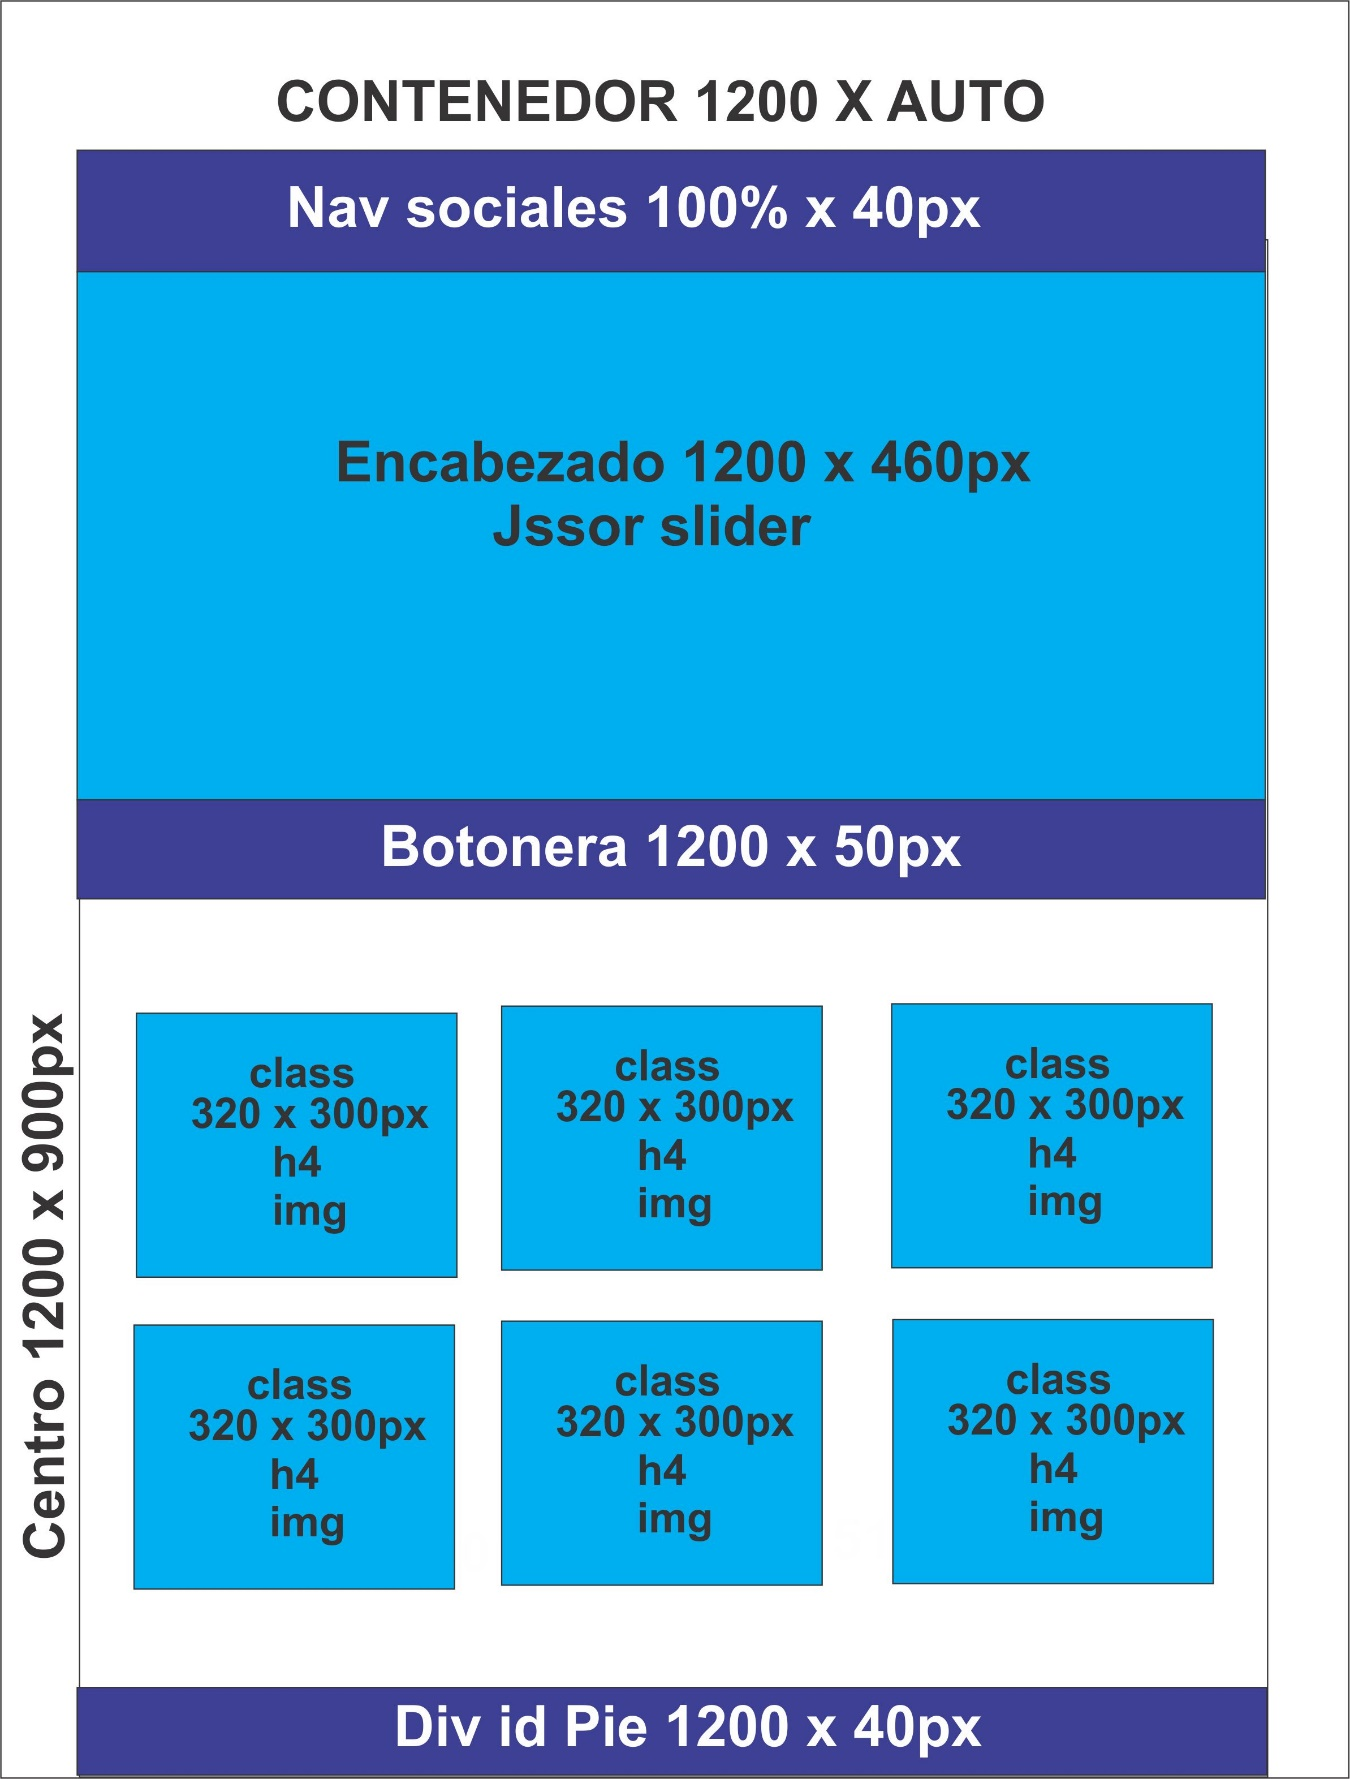 CONTENEDOR 1200 X AUTO
Nav sociales 100% x 40px
Encabezado 1200 x 460px
Jssor slider
Botonera 1200 x 50px
Centro 1200 x 900px
class
320 x 300px
h4
img
class
320 x 300px
h4
img
class
320 x 300px
h4
img
class
320 x 300px
h4
img
class
320 x 300px
h4
img
class
320 x 300px
h4
img
Div id Pie 1200 x 40px